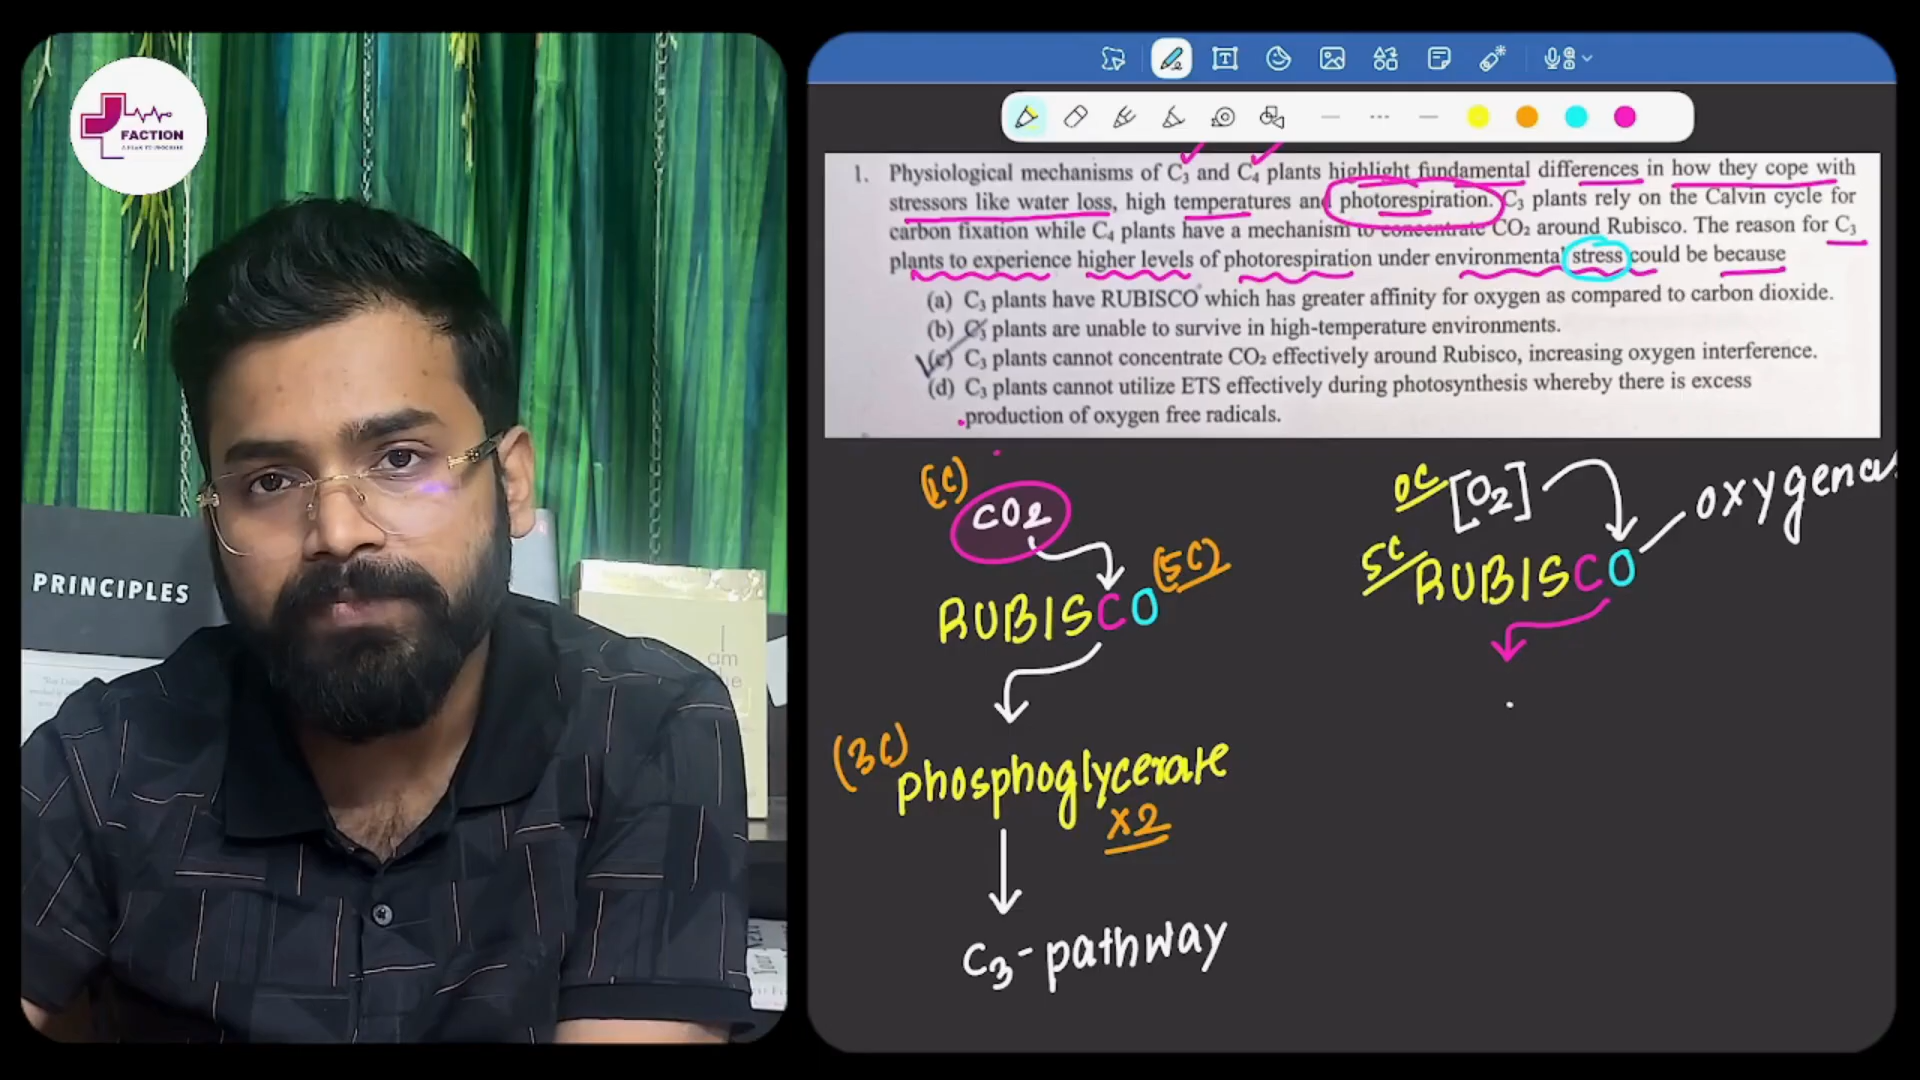 FACTION
PRINCIPLES
I
am
1. Physiological mechanisms of C₃ and C₄ plants highlight fundamental differences in how they cope with
stressors like water loss, high temperatures and photorespiration. C₃ plants rely on the Calvin cycle for
carbon fixation while C₄ plants have a mechanism to concentrate CO₂ around Rubisco. The reason for C₃
plants to experience higher levels of photorespiration under environmental stress could be because
(a) C₃ plants have RUBISCO which has greater affinity for oxygen as compared to carbon dioxide.
(b) C₃ plants are unable to survive in high-temperature environments.
(c) C₃ plants cannot concentrate CO₂ effectively around Rubisco, increasing oxygen interference.
(d) C₃ plants cannot utilize ETS effectively during photosynthesis whereby there is excess
production of oxygen free radicals.
(1C)
CO2
RUBISCO (5C)
(3C) phosphoglycerate
x2
C3-pathway
0C [O2] oxygena
5C RUBISCO